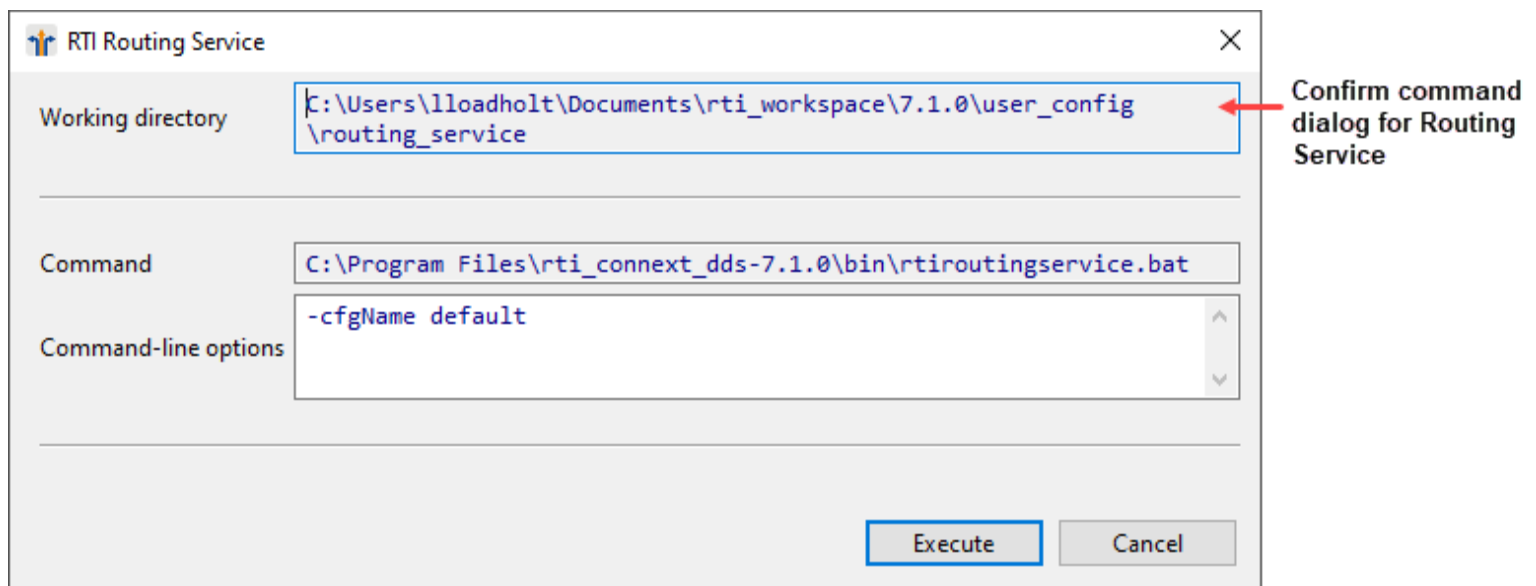 RTI Routing Service
Working directory
C:\Users\lloadholt\Documents\rti_workspace\7.1.0\user_config
\routing_service
Confirm command
dialog for Routing
Service
Command
C:\Program Files\rti_connext_dds-7.1.0\bin\rtiroutingservice.bat
Command-line options
-cfgName default
Execute
Cancel